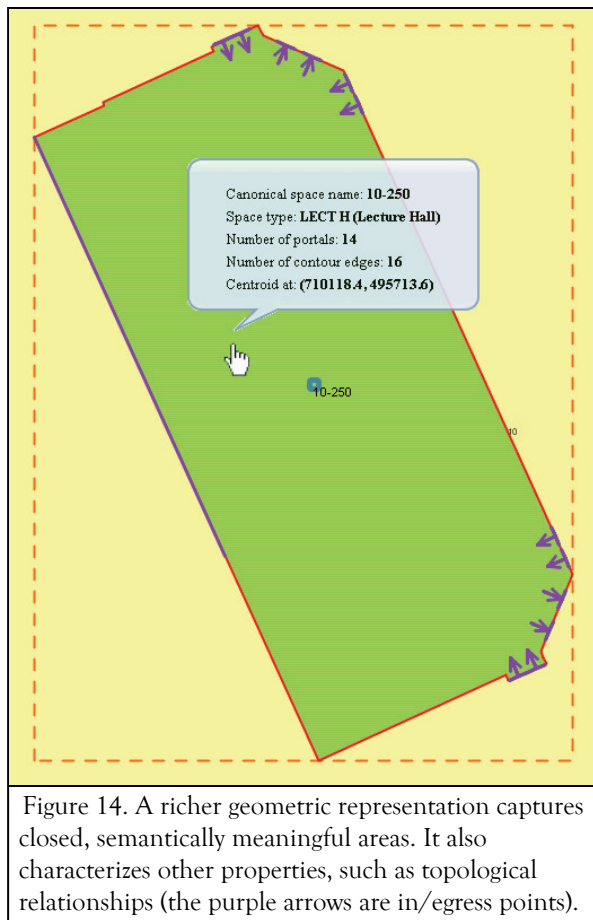 Canonical space name: 10-250
Space type: LECT H (Lecture Hall)
Number of portals: 14
Number of contour edges: 16
Centroid at: (710118.4, 495713.6)
10-250
10
Figure 14. A richer geometric representation captures
closed, semantically meaningful areas. It also
characterizes other properties, such as topological
relationships (the purple arrows are in/egress points).